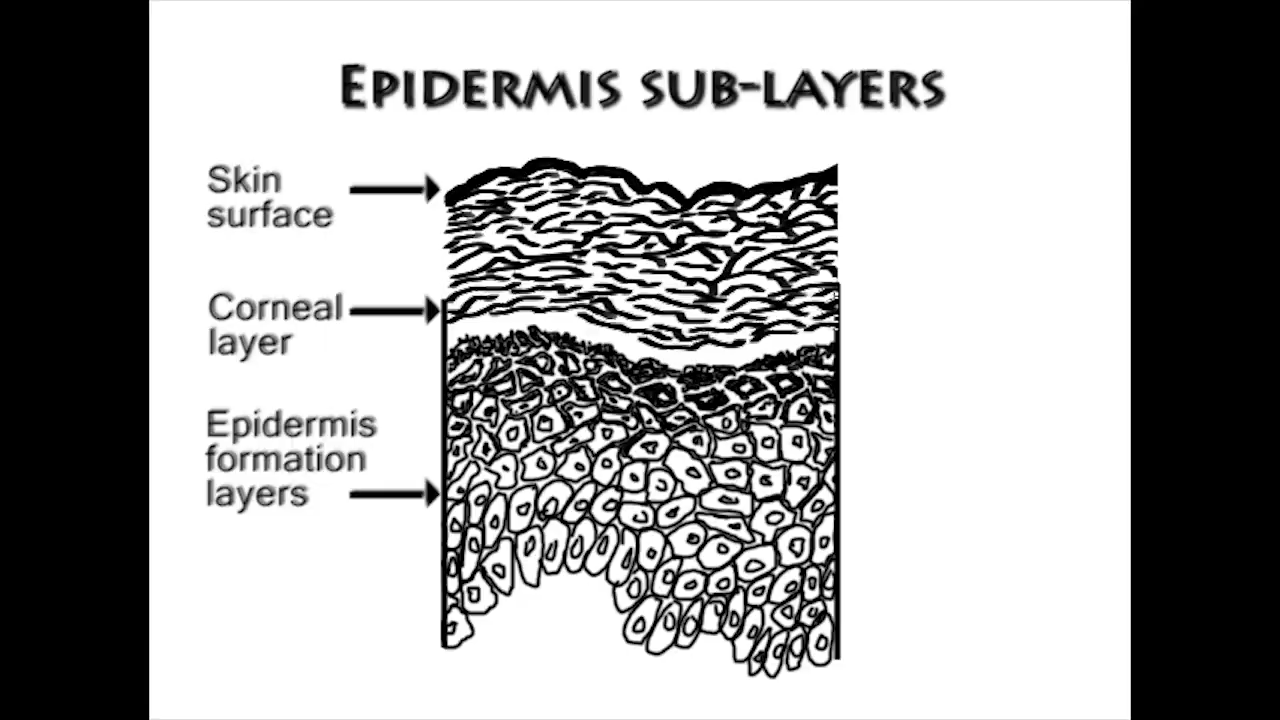 Epidermis sub-layers
Skin
surface
Corneal
layer
Epidermis
formation
layers